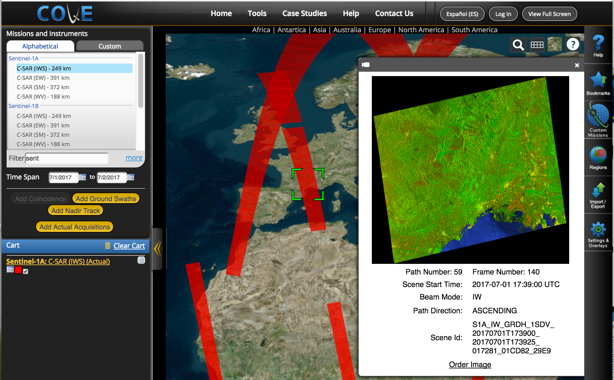 COVE
Home Tools Case Studies Help Contact Us
Español (ES) Log In View Full Screen
Africa | Antartica | Asia | Australia | Europe | North America | South America
Missions and Instruments
Alphabetical Custom
Sentinel-1A
C-SAR (IWS) - 249 km
C-SAR (EW) - 391 km
C-SAR (SM) - 372 km
C-SAR (WV) - 188 km
Sentinel-1B
C-SAR (IWS) - 249 km
C-SAR (EW) - 391 km
C-SAR (SM) - 372 km
C-SAR (WV) - 188 km
Filter sent more
Time Span 7/1/2017 to 7/2/2017
Add Coincidence Add Ground Swaths
Add Nadir Track
Add Actual Acquisitions
Cart Clear Cart
Sentinel-1A: C-SAR (IWS) (Actual)
?
Path Number: 59 Frame Number: 140
Scene Start Time: 2017-07-01 17:39:00 UTC
Beam Mode: IW
Path Direction: ASCENDING
Scene Id: S1A_IW_GRDH_1SDV_
20170701T173900_
20170701T173925_
017281_01CD82_29E9
Order Image
?
Help
Bookmarks
Custom
Missions
Regions
Import /
Export
Settings &
Overlays